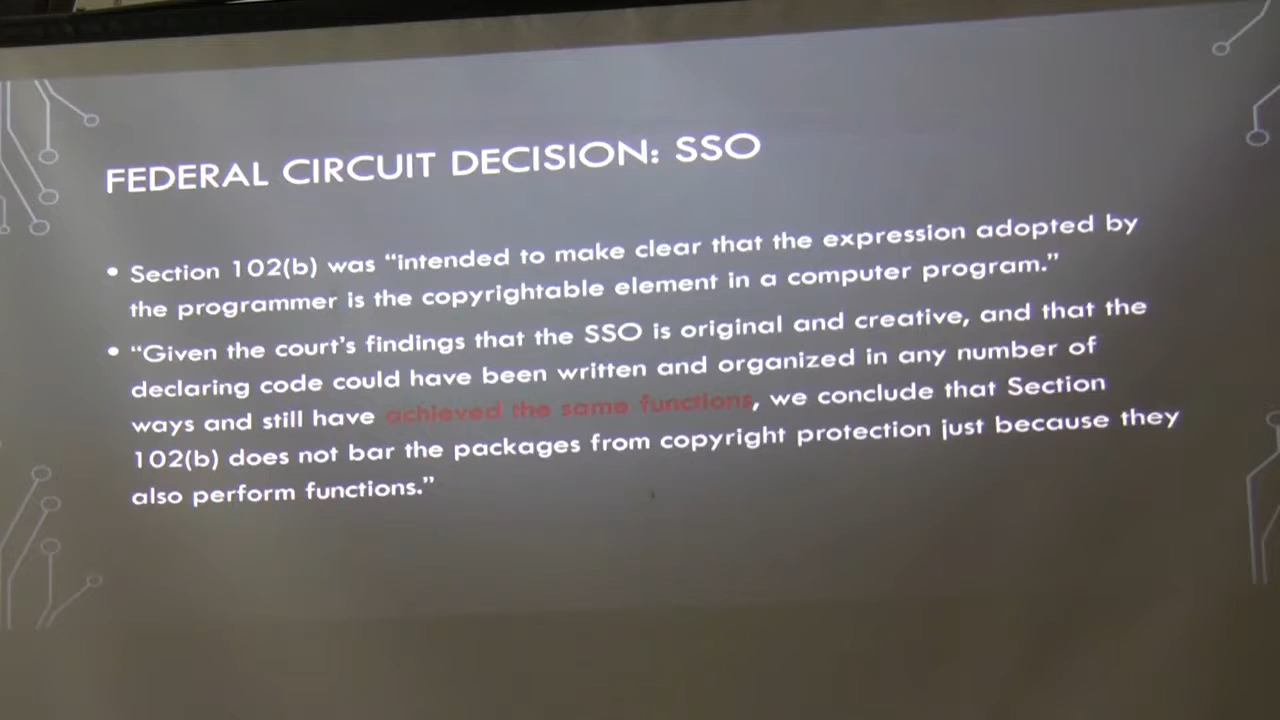 FEDERAL CIRCUIT DECISION: SSO
• Section 102(b) was “intended to make clear that the expression adopted by
the programmer is the copyrightable element in a computer program.”
• “Given the court’s findings that the SSO is original and creative, and that the
declaring code could have been written and organized in any number of
ways and still have achieved the same functions, we conclude that Section
102(b) does not bar the packages from copyright protection just because they
also perform functions.”